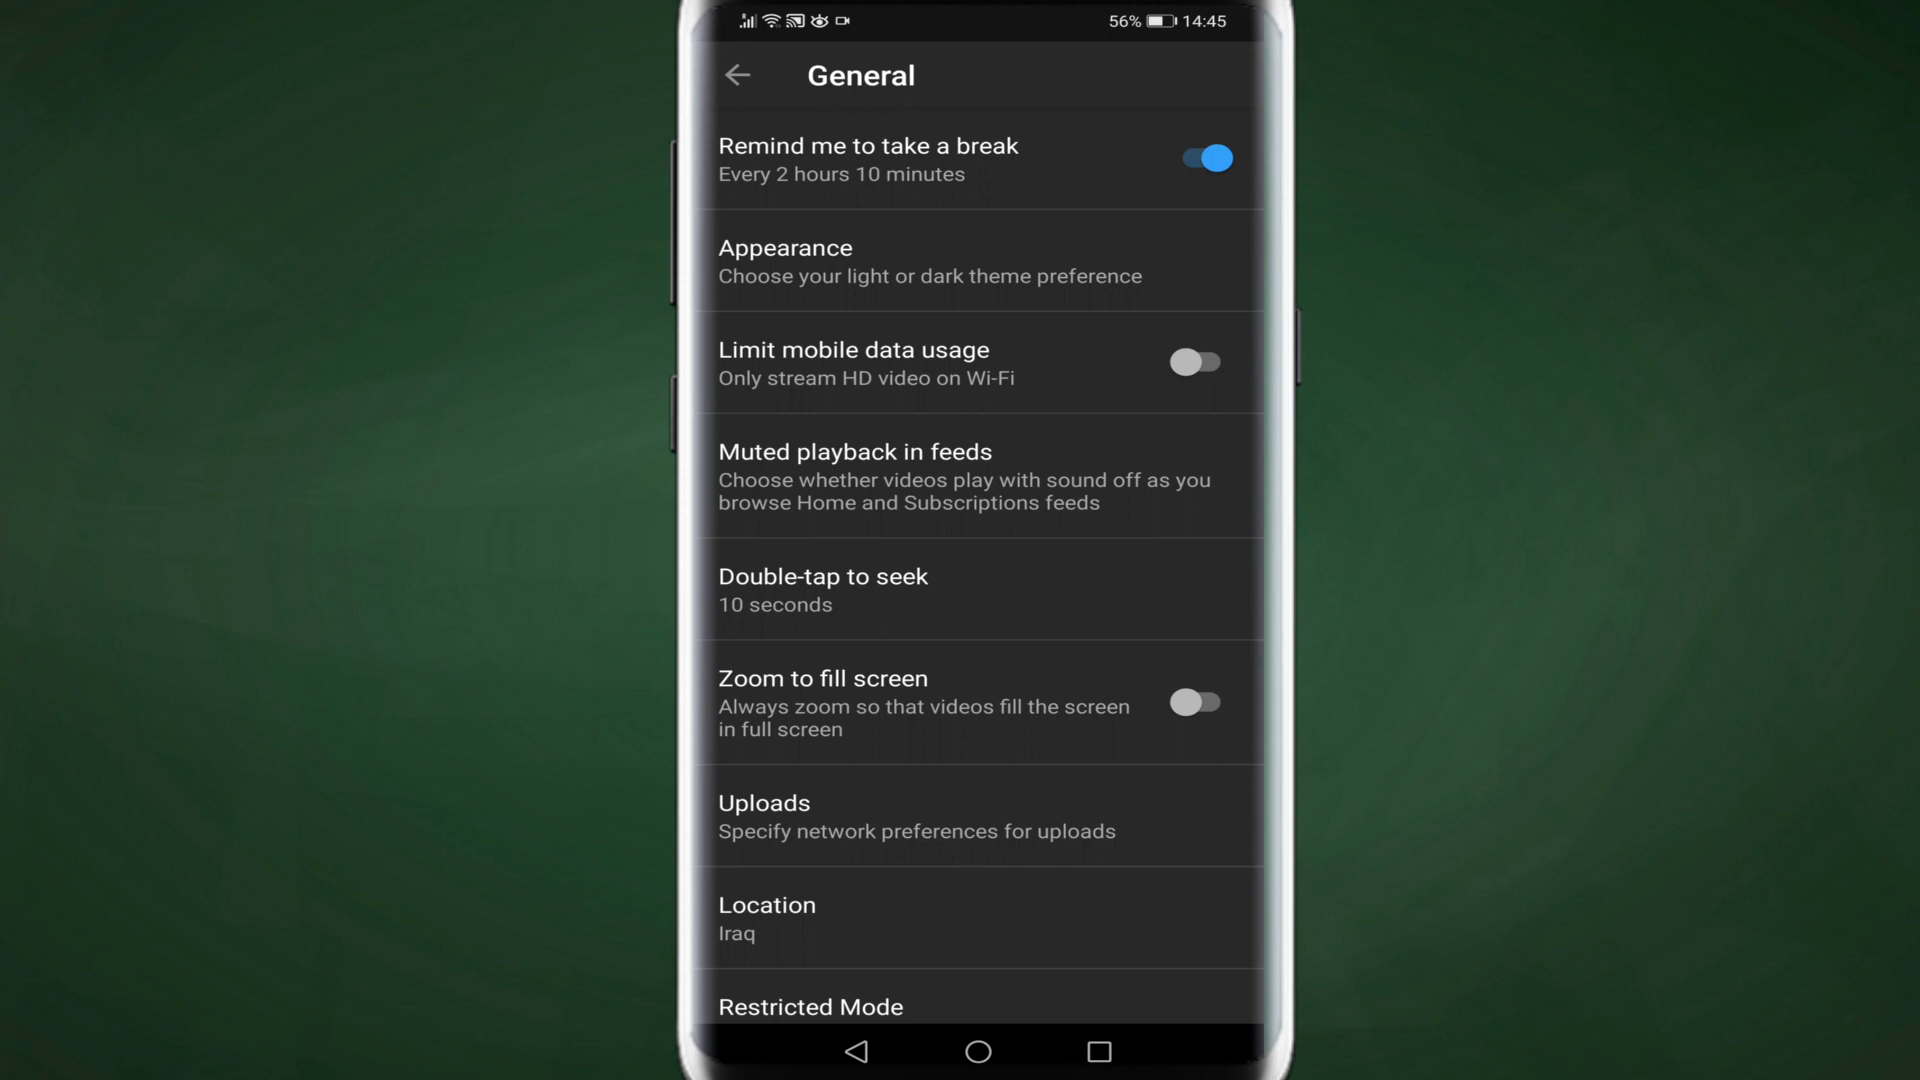 56% 14:45
General
Remind me to take a break
Every 2 hours 10 minutes
Appearance
Choose your light or dark theme preference
Limit mobile data usage
Only stream HD video on Wi-Fi
Muted playback in feeds
Choose whether videos play with sound off as you
browse Home and Subscriptions feeds
Double-tap to seek
10 seconds
Zoom to fill screen
Always zoom so that videos fill the screen
in full screen
Uploads
Specify network preferences for uploads
Location
Iraq
Restricted Mode